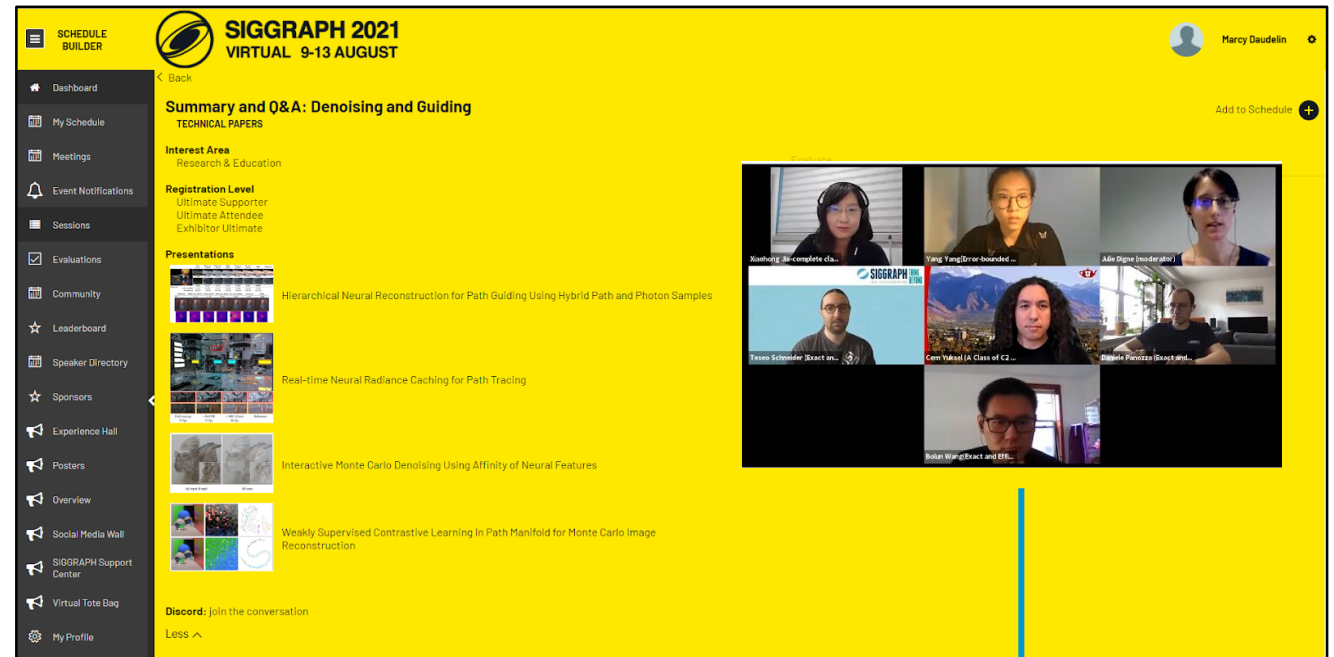 SCHEDULE
BUILDER
SIGGRAPH 2021
VIRTUAL 9-13 AUGUST
Marcy Daudelin
Dashboard
My Schedule
Meetings
Event Notifications
Sessions
Evaluations
Community
Leaderboard
Speaker Directory
Sponsors
Experience Hall
Posters
Overview
Social Media Wall
SIGGRAPH Support
Center
Virtual Tote Bag
My Profile
Back
Summary and Q&A: Denoising and Guiding
TECHNICAL PAPERS
Add to Schedule
Interest Area
Research & Education
Evaluate
Registration Level
Ultimate Supporter
Ultimate Attendee
Exhibitor Ultimate
Presentations
Hierarchical Neural Reconstruction for Path Guiding Using Hybrid Path and Photon Samples
Real-time Neural Radiance Caching for Path Tracing
Interactive Monte Carlo Denoising Using Affinity of Neural Features
Weakly Supervised Contrastive Learning in Path Manifold for Monte Carlo Image
Reconstruction
Discord: join the conversation
Less
Xiaohong Jia-complete cla...
Yang Yang(Error-bounded ...
Julie Digne (moderator)
SIGGRAPH THINK
BEYOND
Teseo Schneider (Exact an...
Cem Yuksel (A Class of C2 ...
Daniele Panozzo (Exact and...
Bolun Wang(Exact and Effi...